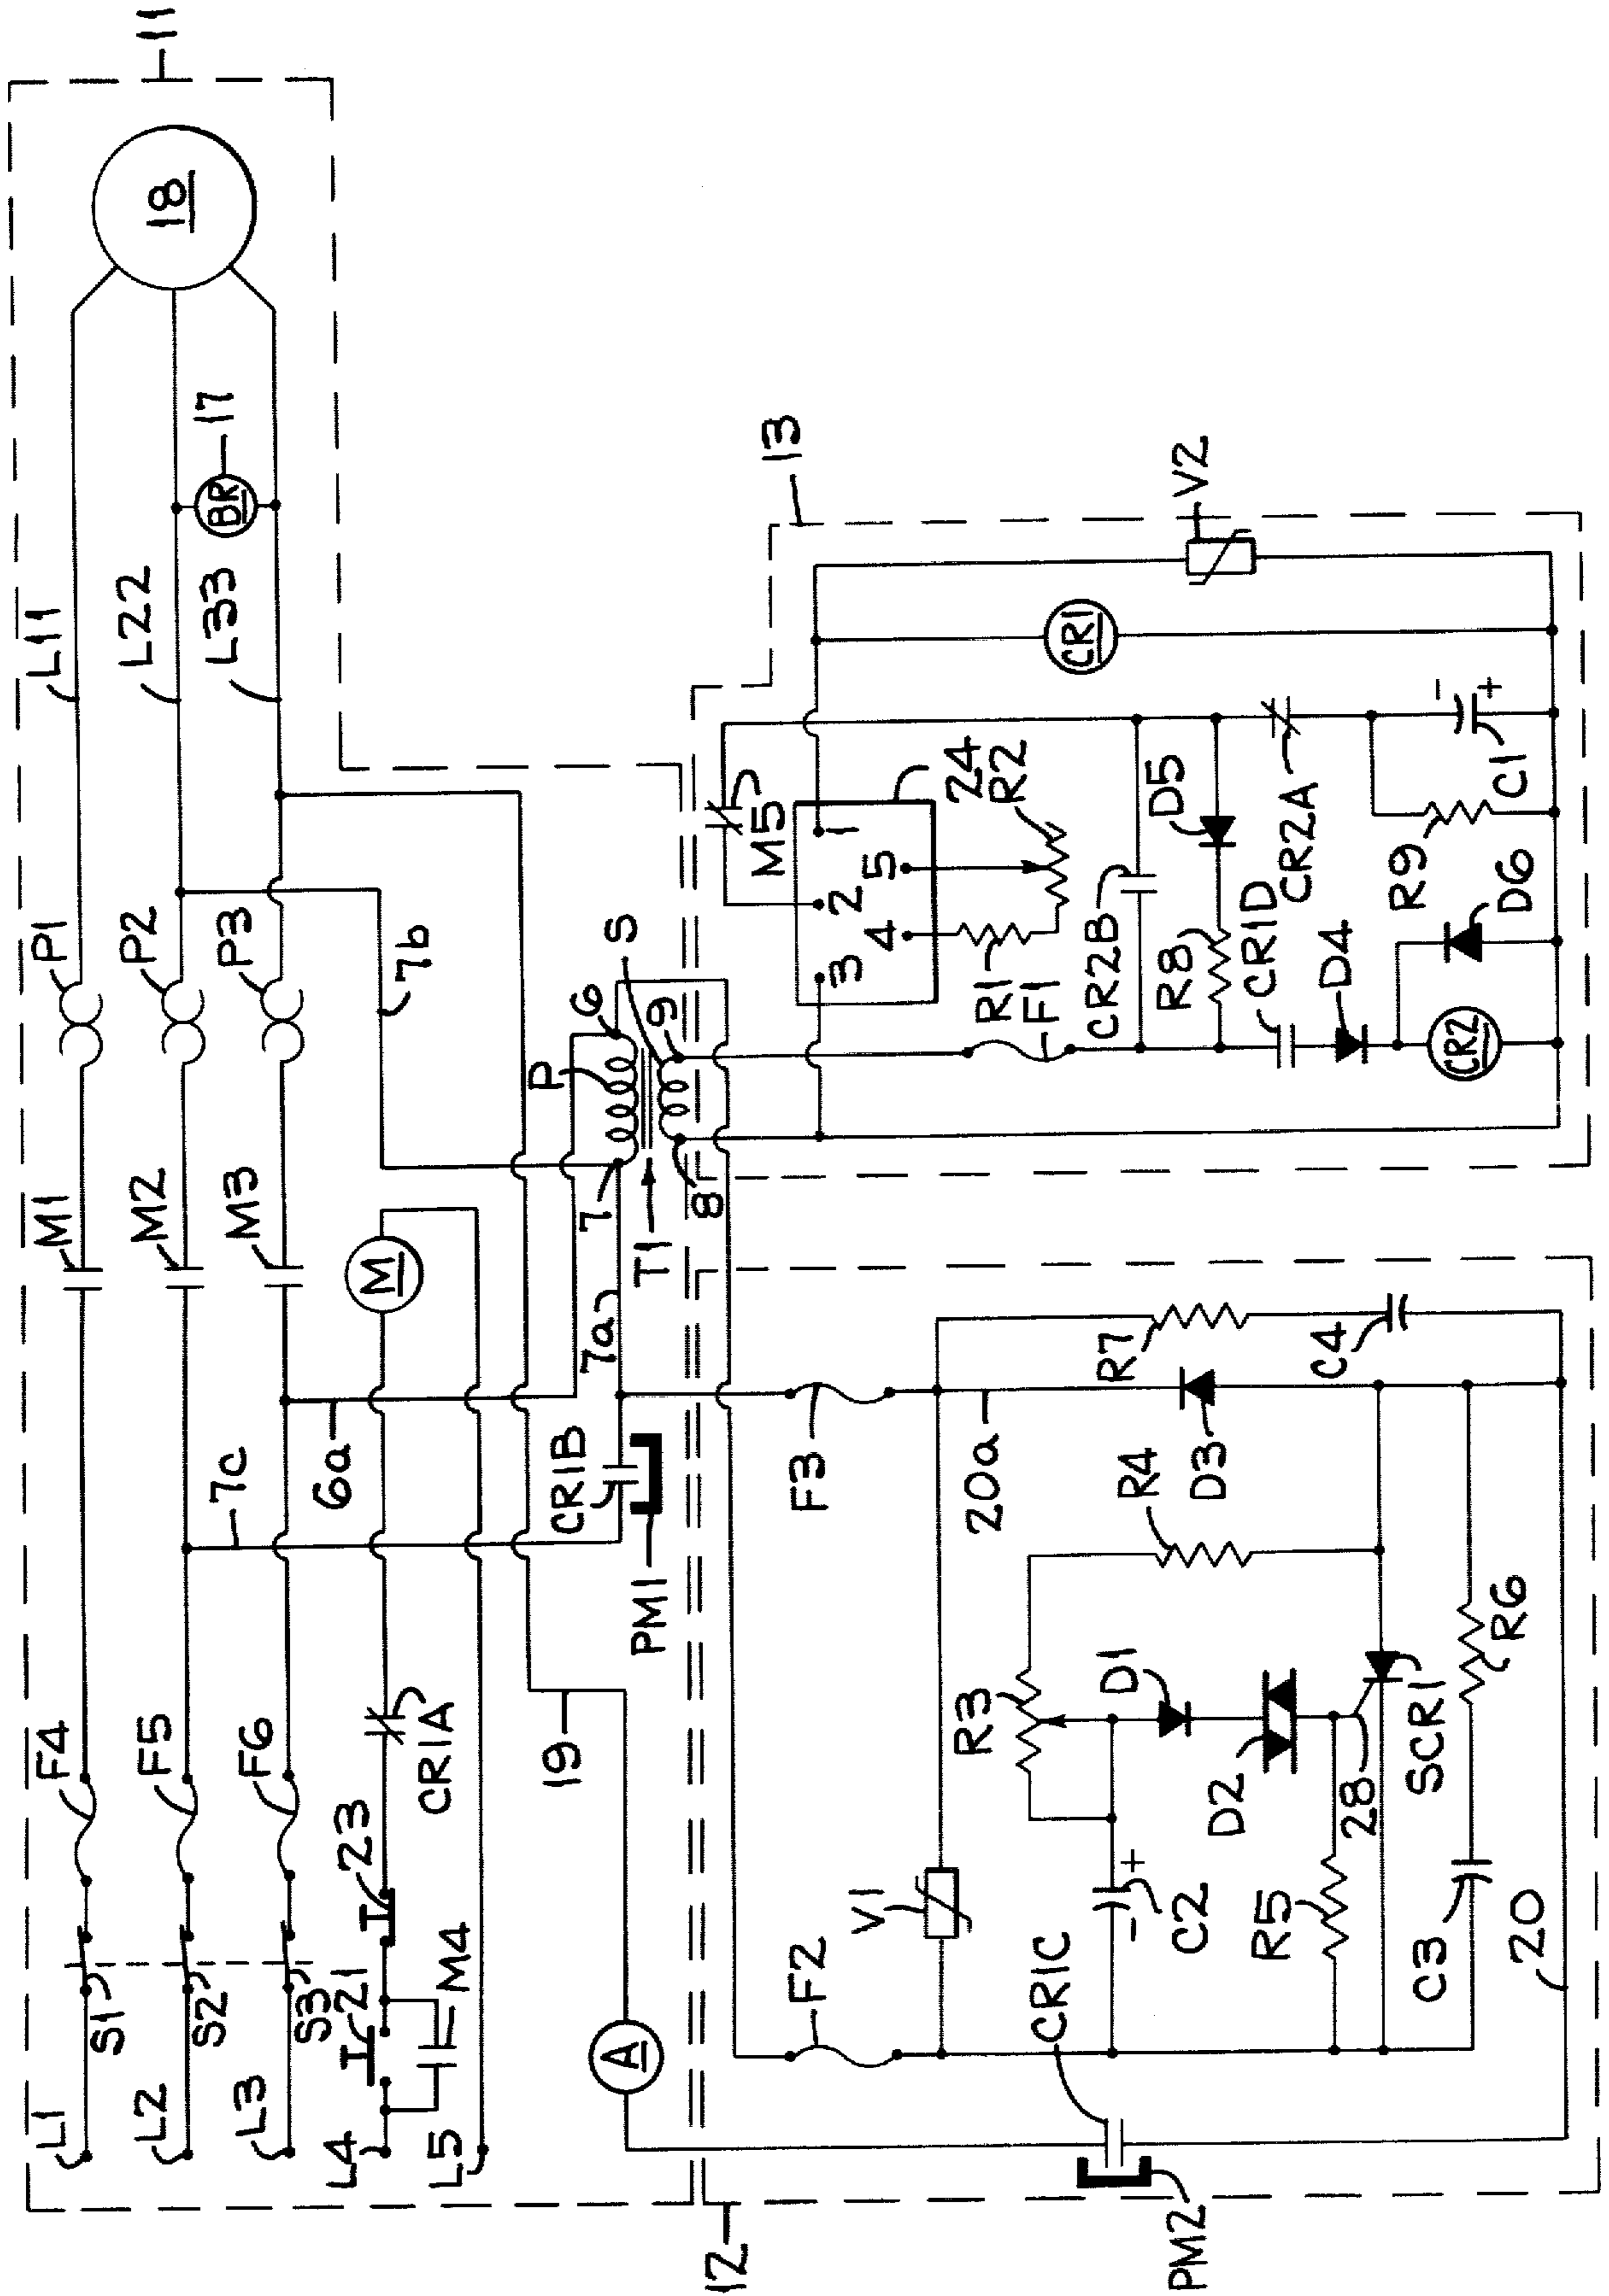 11
18
L11
L22
L33
17
BR
P1
P2
P3
7b
M1
M2
M3
M
7c
6a
F4
F5
F6
S1
S2
S3
L1
L2
L3
L4
L5
21
M4
23
CR1A
19
A
CR1B
PM1
7a
7
6
P
S
T1
8
9
13
V2
CR1
M5
24
1
2
3
4
5
R2
R1
F1
CR2B
D5
R8
CR1D
CR2A
D4
R9
C1
-
+
D6
CR2
12
F3
20a
R7
C4
D3
R4
R3
D1
D2
V1
F2
C2
+
-
CR1C
R5
28
SCR1
R6
C3
20
PM2